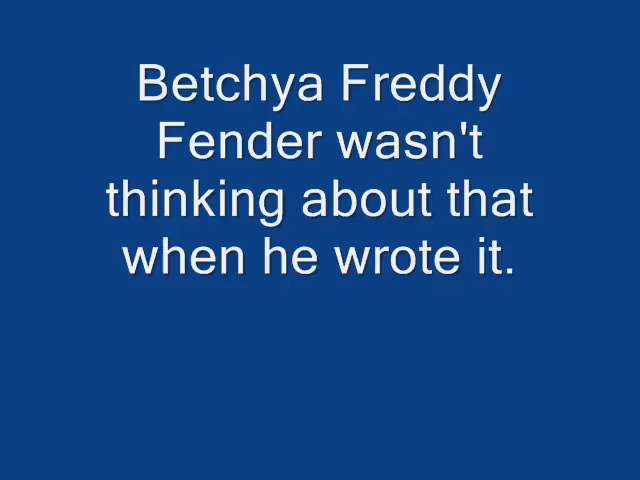 Betchya Freddy
Fender wasn't
thinking about that
when he wrote it.